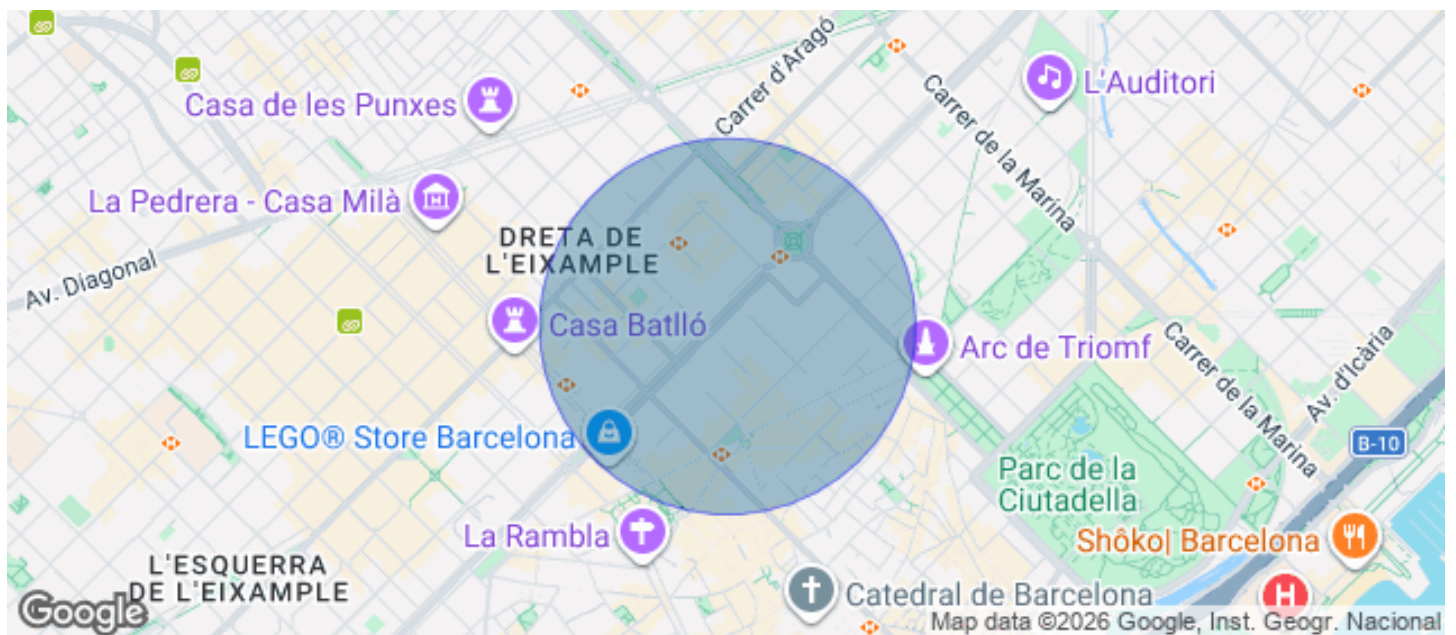 Carrer d'Aragó
L'Auditori
Casa de les Punxes
Carrer de la Marina
La Pedrera - Casa Milà
DRETA DE
L'EIXAMPLE
Av. Diagonal
Casa Batlló
Arc de Triomf
Carrer de la Marina
Av. d'Icària
LEGO® Store Barcelona
B-10
Parc de la
Ciutadella
La Rambla
Shôko| Barcelona
L'ESQUERRA
DE L'EIXAMPLE
Catedral de Barcelona
H
Google
Map data ©2026 Google, Inst. Geogr. Nacional